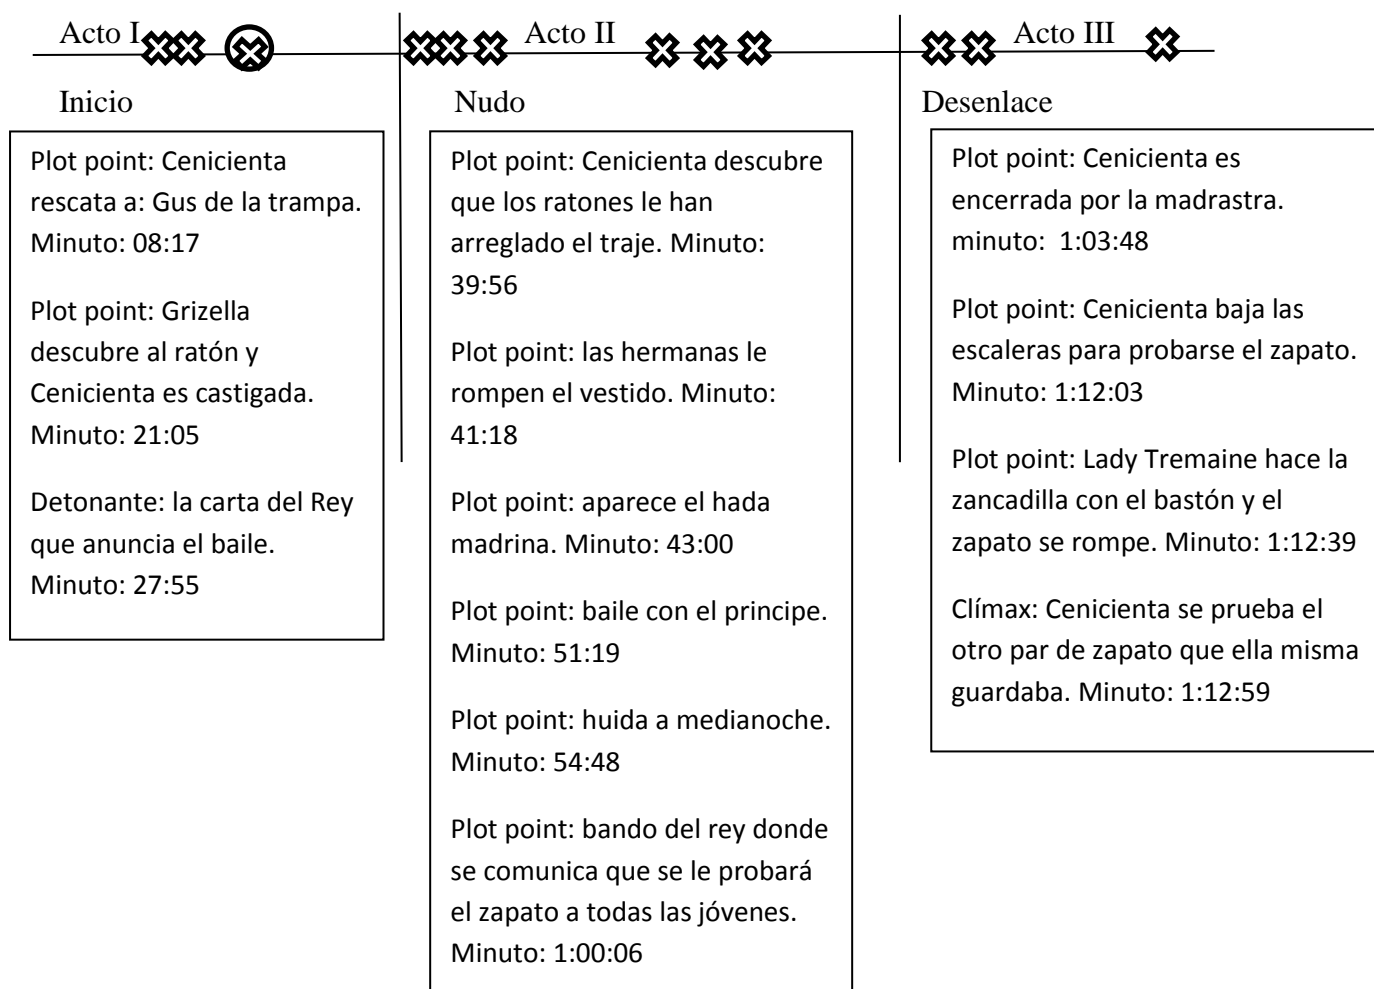 Acto I
Acto II
Acto III
Inicio
Nudo
Desenlace
Plot point: Cenicienta
rescata a: Gus de la trampa.
Minuto: 08:17
Plot point: Grizella
descubre al ratón y
Cenicienta es castigada.
Minuto: 21:05
Detonante: la carta del Rey
que anuncia el baile.
Minuto: 27:55
Plot point: Cenicienta descubre
que los ratones le han
arreglado el traje. Minuto:
39:56
Plot point: las hermanas le
rompen el vestido. Minuto:
41:18
Plot point: aparece el hada
madrina. Minuto: 43:00
Plot point: baile con el principe.
Minuto: 51:19
Plot point: huida a medianoche.
Minuto: 54:48
Plot point: bando del rey donde
se comunica que se le probará
el zapato a todas las jóvenes.
Minuto: 1:00:06
Plot point: Cenicienta es
encerrada por la madrastra.
minuto: 1:03:48
Plot point: Cenicienta baja las
escaleras para probarse el zapato.
Minuto: 1:12:03
Plot point: Lady Tremaine hace la
zancadilla con el bastón y el
zapato se rompe. Minuto: 1:12:39
Clímax: Cenicienta se prueba el
otro par de zapato que ella misma
guardaba. Minuto: 1:12:59